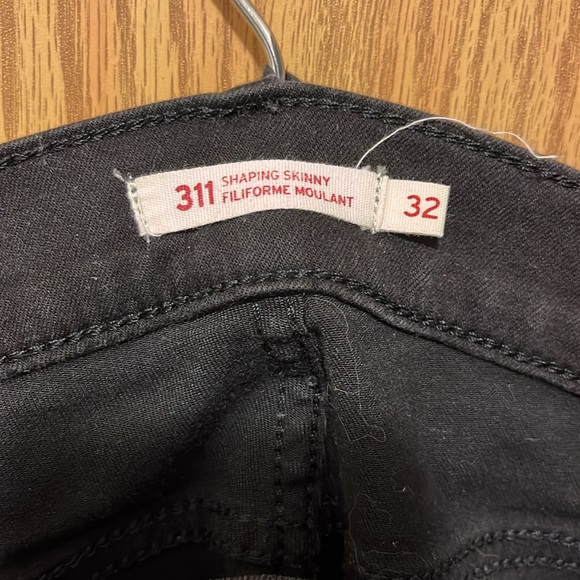 311 SHAPING SKINNY
FILIFORME MOULANT
32